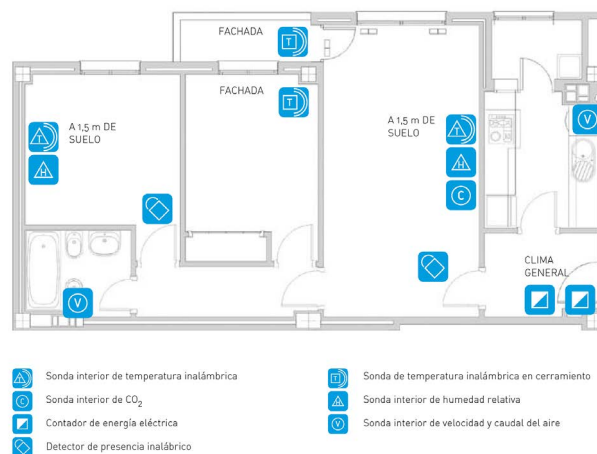 FACHADA
T
FACHADA
T
A 1,5 m DE
SUELO
T
H
A 1,5 m DE
SUELO
T
H
C
V
V
CLIMA
GENERAL
T Sonda interior de temperatura inalámbrica
C Sonda interior de CO2
Contador de energía eléctrica
Detector de presencia inalábrico
T Sonda de temperatura inalámbrica en cerramiento
H Sonda interior de humedad relativa
V Sonda interior de velocidad y caudal del aire